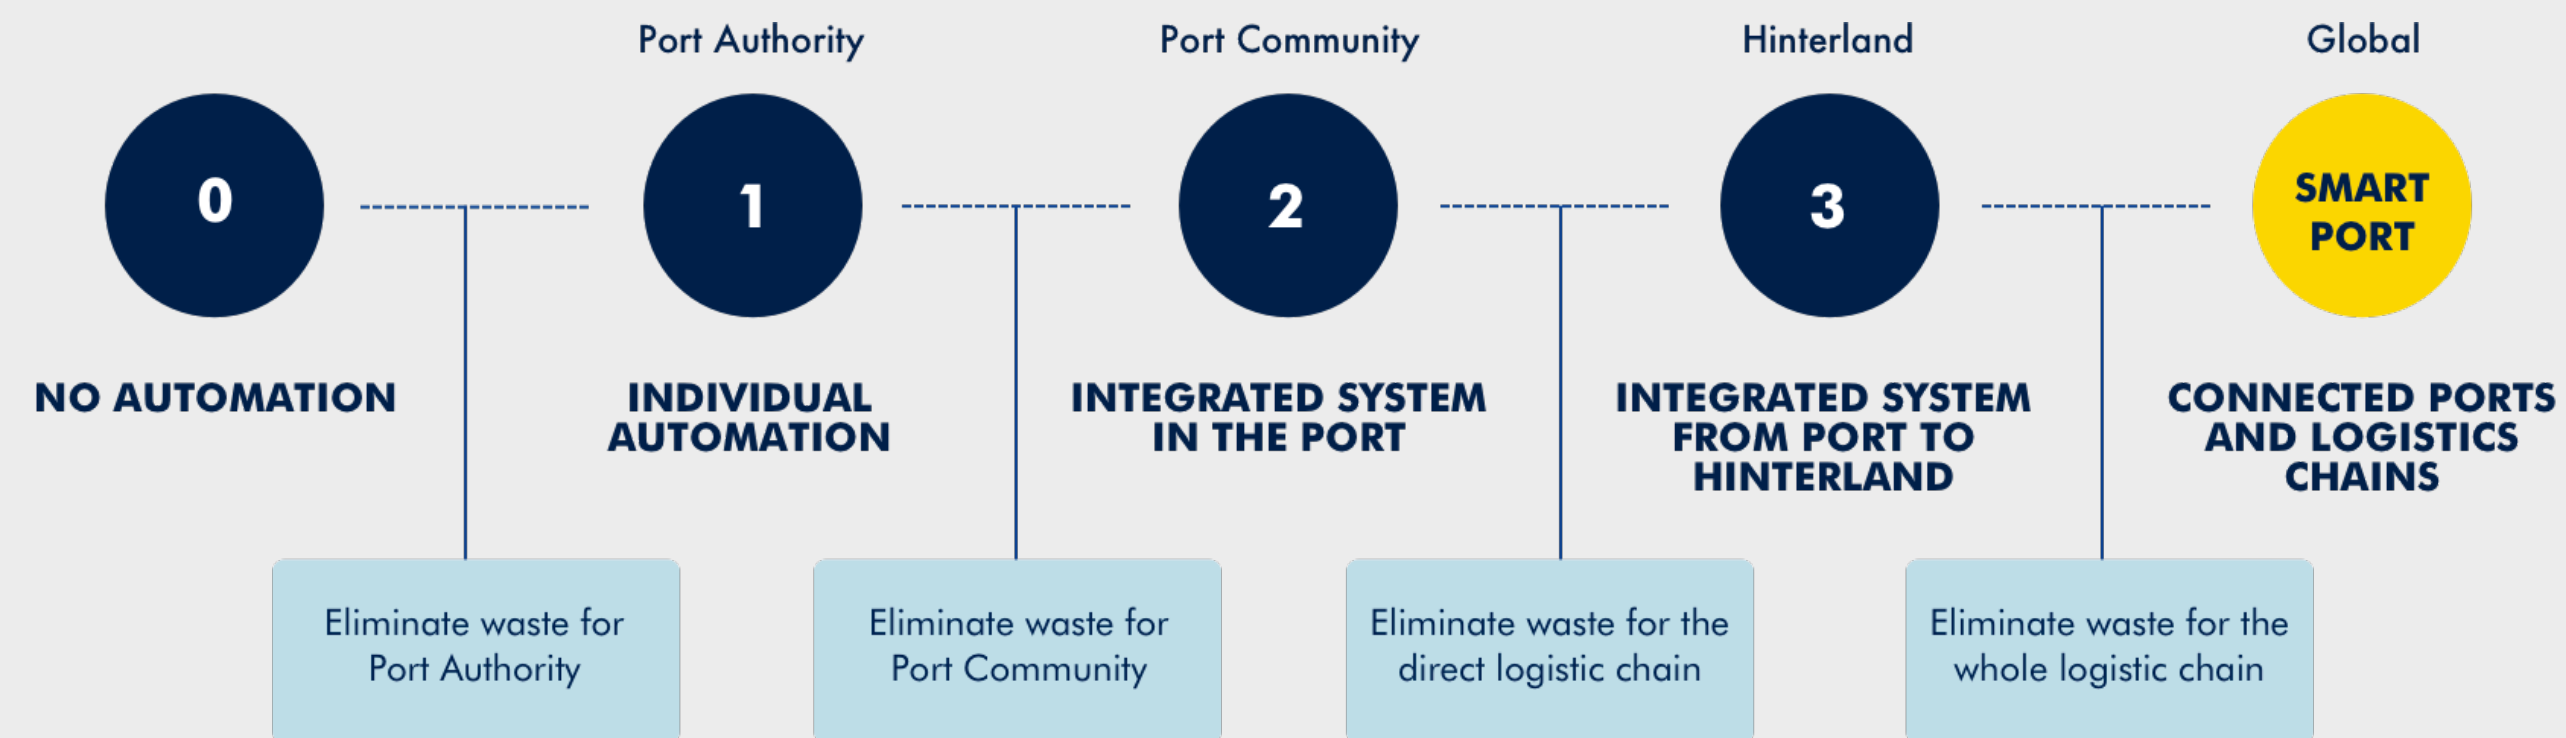 Port Authority
Port Community
Hinterland
Global
0
1
2
3
SMART
PORT
NO AUTOMATION
INDIVIDUAL
AUTOMATION
INTEGRATED SYSTEM
IN THE PORT
INTEGRATED SYSTEM
FROM PORT TO
HINTERLAND
CONNECTED PORTS
AND LOGISTICS
CHAINS
Eliminate waste for
Port Authority
Eliminate waste for
Port Community
Eliminate waste for the
direct logistic chain
Eliminate waste for the
whole logistic chain